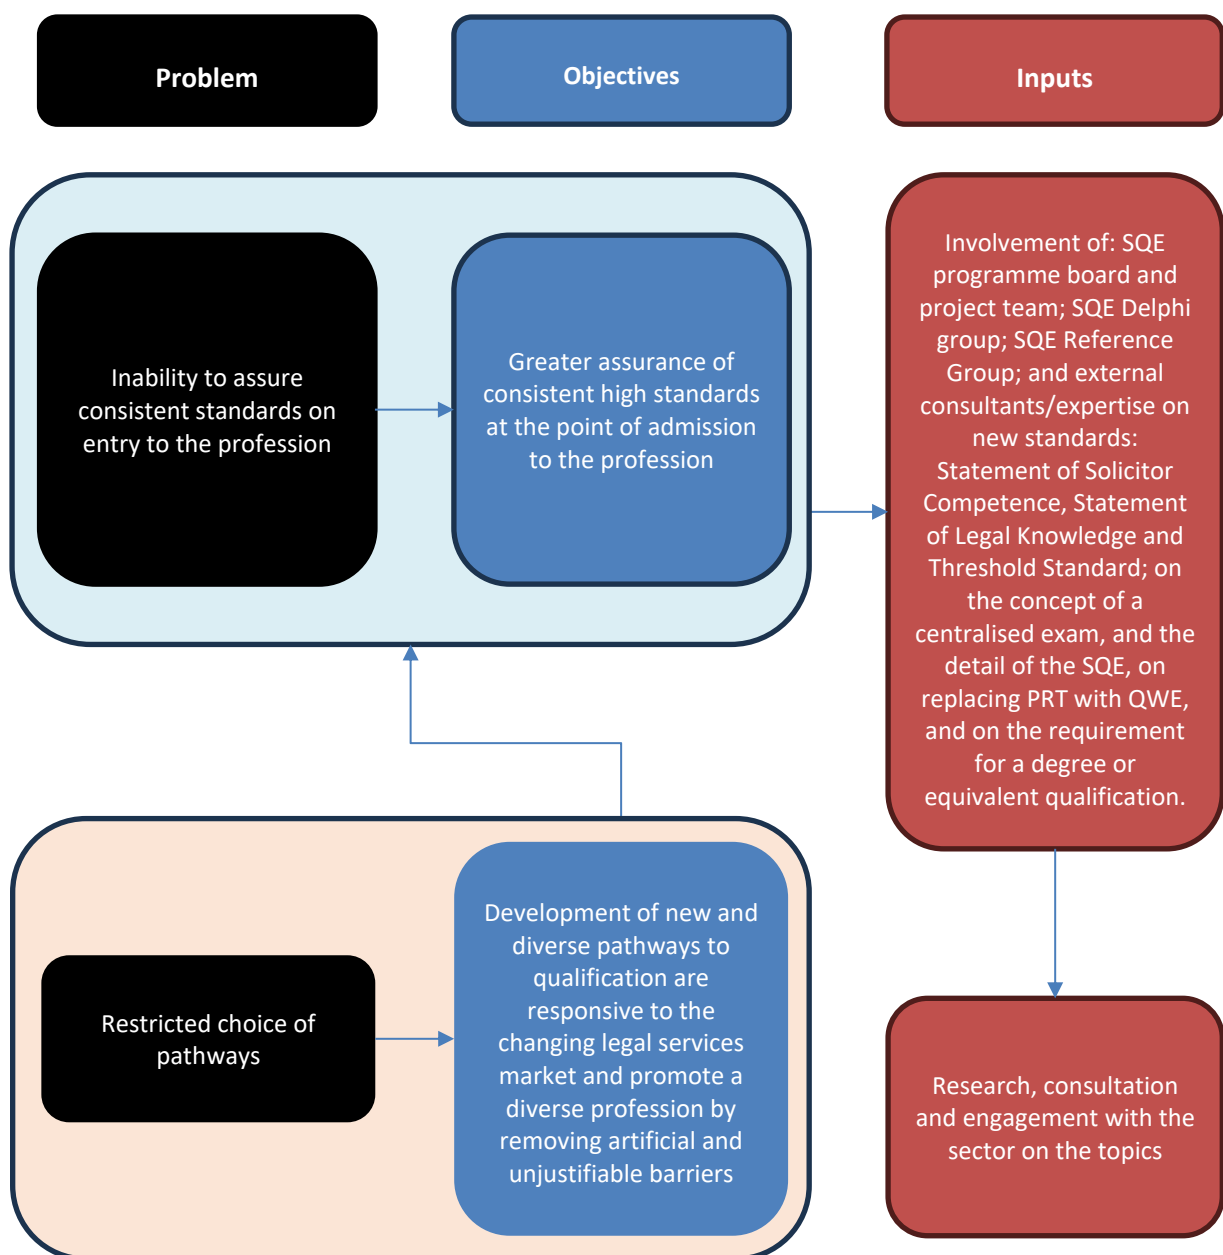 Problem
Objectives
Inputs
Inability to assure
consistent standards on
entry to the profession
Greater assurance of
consistent high standards
at the point of admission
to the profession
Involvement of: SQE
programme board and
project team; SQE Delphi
group; SQE Reference
Group; and external
consultants/expertise on
new standards:
Statement of Solicitor
Competence, Statement
of Legal Knowledge and
Threshold Standard; on
the concept of a
centralised exam, and the
detail of the SQE, on
replacing PRT with QWE,
and on the requirement
for a degree or
equivalent qualification.
Restricted choice of
pathways
Development of new and
diverse pathways to
qualification are
responsive to the
changing legal services
market and promote a
diverse profession by
removing artificial and
unjustifiable barriers
Research, consultation
and engagement with the
sector on the topics